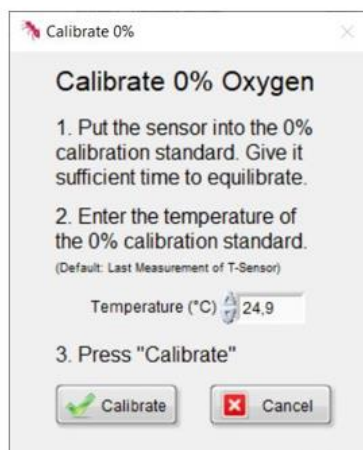 Calibrate 0%
Calibrate 0% Oxygen
1. Put the sensor into the 0%
calibration standard. Give it
sufficient time to equilibrate.
2. Enter the temperature of
the 0% calibration standard.
(Default: Last Measurement of T-Sensor)
Temperature (°C) 24,9
3. Press "Calibrate"
Calibrate Cancel